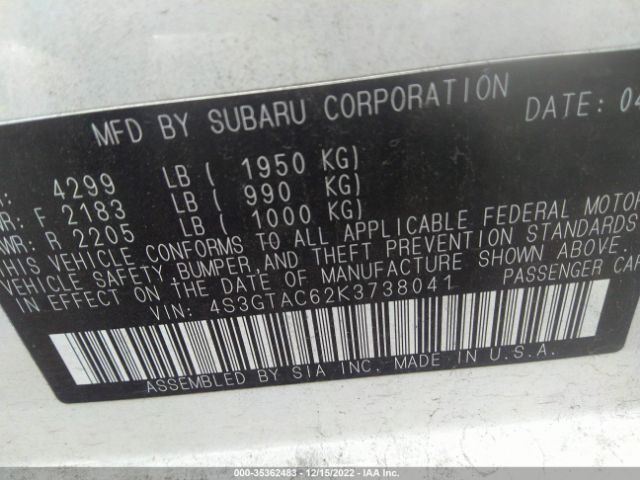 MFD BY SUBARU CORPORATION DATE: 04
4299 LB ( 1950 KG)
F 2183 LB ( 990 KG)
WR: R 2205 LB ( 1000 KG)
THIS VEHICLE CONFORMS TO ALL APPLICABLE FEDERAL MOTOR
VEHICLE SAFETY, BUMPER, AND THEFT PREVENTION STANDARDS
IN EFFECT ON DATE OF MANUFACTURE SHOWN ABOVE.
VIN: 4S3GTAC62K3738041 PASSENGER CAR
ASSEMBLED BY SIA INC. MADE IN U.S.A.
000-35362483 - 12/15/2022 - IAA Inc.